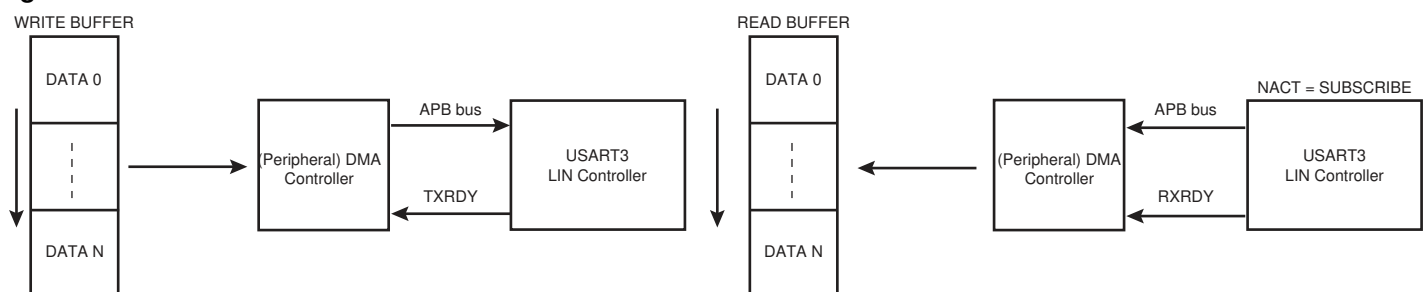 WRITE BUFFER
DATA 0
DATA N
(Peripheral) DMA
Controller
APB bus
TXRDY
USART3
LIN Controller
READ BUFFER
DATA 0
DATA N
(Peripheral) DMA
Controller
APB bus
RXRDY
NACT = SUBSCRIBE
USART3
LIN Controller